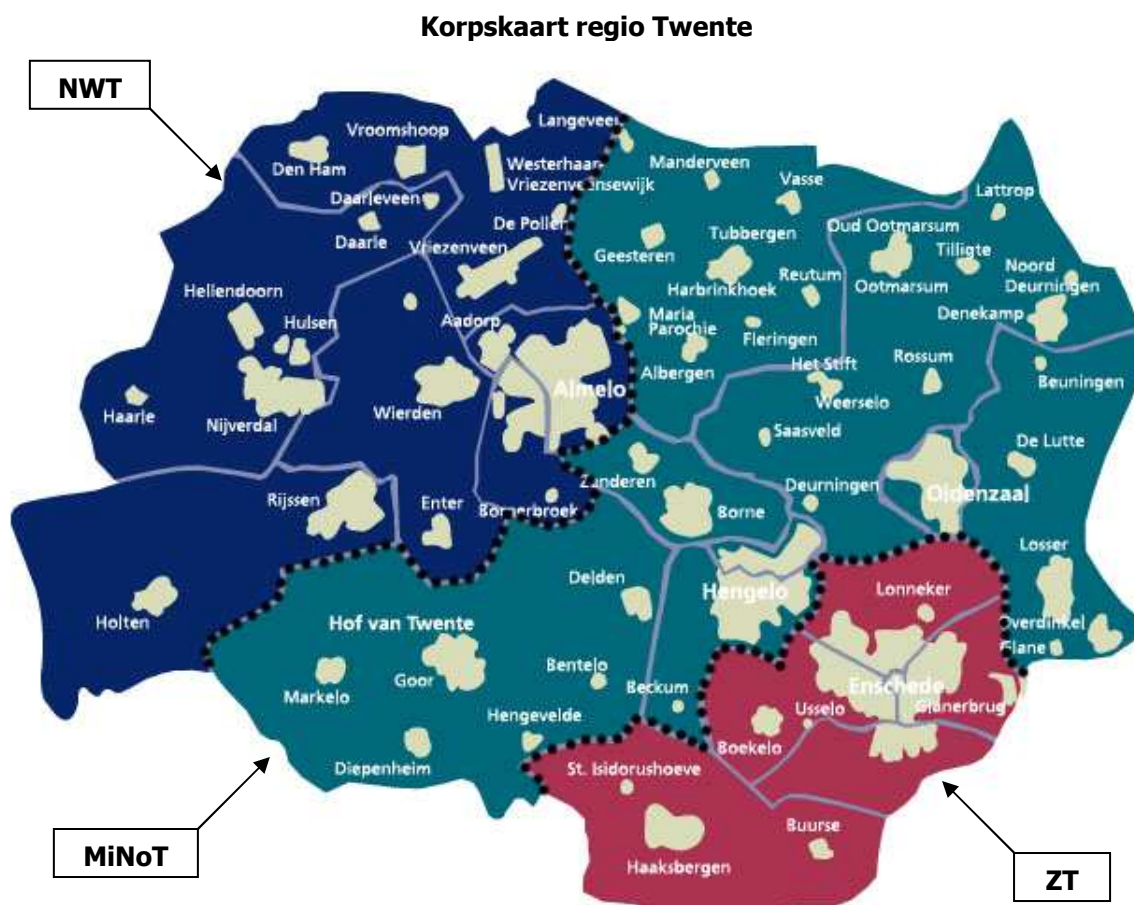 Korpskaart regio Twente
NWT
Langeveen
Vroomshoop
Den Ham
Westerhaar-
Vriezenveensewijk
Manderveen
Vasse
Lattrop
Daarleveen
Daarle
De Pollen
Vriezenveen
Geesteren
Tubbergen
Oud Ootmarsum
Tilligte
Noord
Deurningen
Harbrinkhoek
Reutum
Ootmarsum
Hellendoorn
Hulsen
Aadorp
Maria
Parochie
Fleringen
Denekamp
Albergen
Het Stift
Rossum
Beuningen
Haarle
Nijverdal
Wierden
Almelo
Weerselo
Saasveld
De Lutte
Rijssen
Enter
Bornerbroek
Zenderen
Borne
Deurningen
Oldenzaal
Losser
Holten
Delden
Hengelo
Lonneker
Hof van Twente
Overdinkel
Glane
Markelo
Goor
Bentelo
Beckum
Enschede
Usselo
Glanerbrug
Hengevelde
Boekelo
Diepenheim
St. Isidorushoeve
Buurse
Haaksbergen
MiNoT
ZT